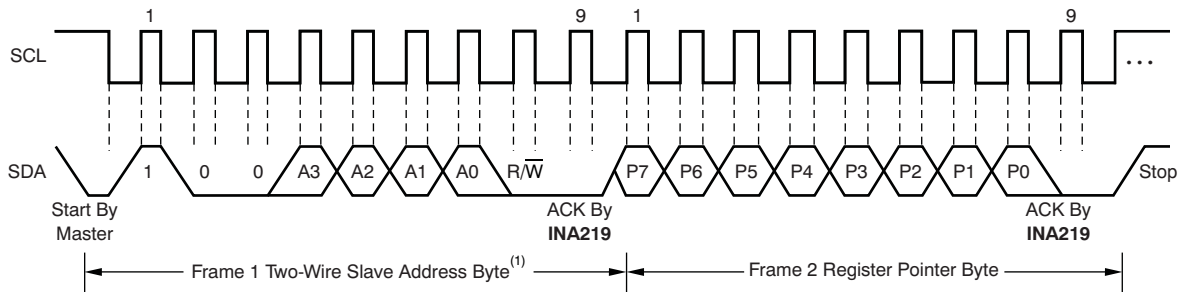 1 9 1 9
SCL ...
SDA 1 0 0 A3 A2 A1 A0 R/W P7 P6 P5 P4 P3 P2 P1 P0 Stop
Start By ACK By ACK By
Master INA219 INA219
Frame 1 Two-Wire Slave Address Byte(1) Frame 2 Register Pointer Byte